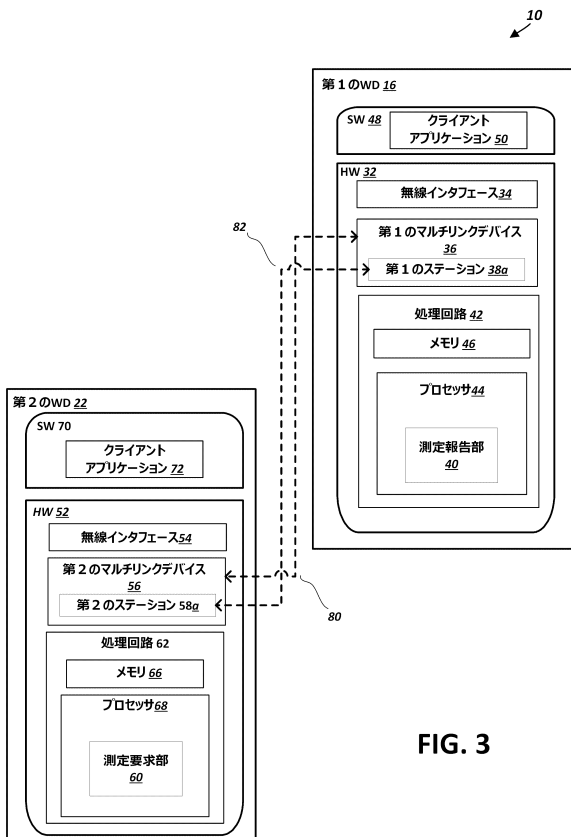 10
第1のWD 16
SW 48
クライアント
アプリケーション 50
HW 32
無線インタフェース34
第1のマルチリンクデバイス
36
第1のステーション 38a
処理回路 42
メモリ 46
プロセッサ44
測定報告部
40
82
第2のWD 22
SW 70
クライアント
アプリケーション 72
HW 52
無線インタフェース54
第2のマルチリンクデバイス
56
第2のステーション 58a
処理回路 62
メモリ 66
プロセッサ68
測定要求部
60
80
FIG. 3